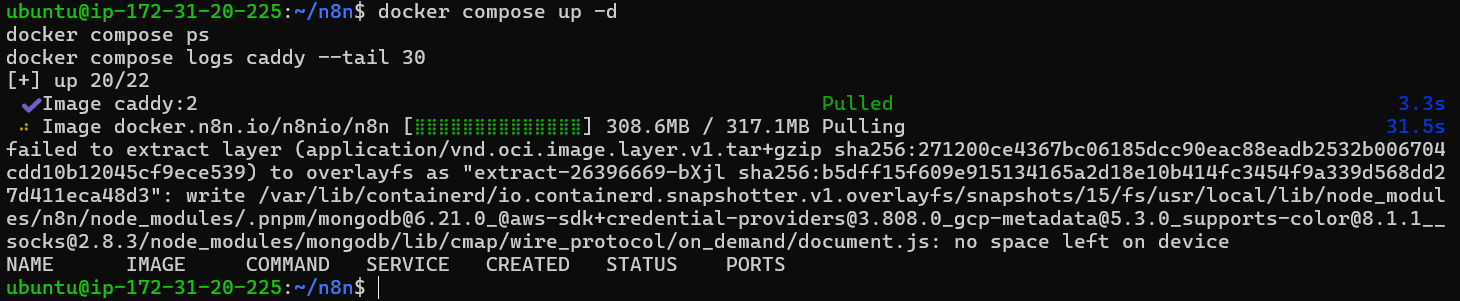 ubuntu@ip-172-31-20-225:~/n8n$ docker compose up -d
docker compose ps
docker compose logs caddy --tail 30
[+] up 20/22
✔Image caddy:2 Pulled 3.3s
Image docker.n8n.io/n8nio/n8n [⣿⣿⣿⣿⣿⣿⣿⣿⣿⣿⣿⣿⣿⣿] 308.6MB / 317.1MB Pulling 31.5s
failed to extract layer (application/vnd.oci.image.layer.v1.tar+gzip sha256:271200ce4367bc06185dcc90eac88eadb2532b006704
cdd10b12045cf9ece539) to overlayfs as "extract-26396669-bXjl sha256:b5dff15f609e915134165a2d18e10b414fc3454f9a339d568dd2
7d411eca48d3": write /var/lib/containerd/io.containerd.snapshotter.v1.overlayfs/snapshots/15/fs/usr/local/lib/node_modul
es/n8n/node_modules/.pnpm/mongodb@6.21.0_@aws-sdk+credential-providers@3.808.0_gcp-metadata@5.3.0_supports-color@8.1.1__
socks@2.8.3/node_modules/mongodb/lib/cmap/wire_protocol/on_demand/document.js: no space left on device
NAME IMAGE COMMAND SERVICE CREATED STATUS PORTS
ubuntu@ip-172-31-20-225:~/n8n$